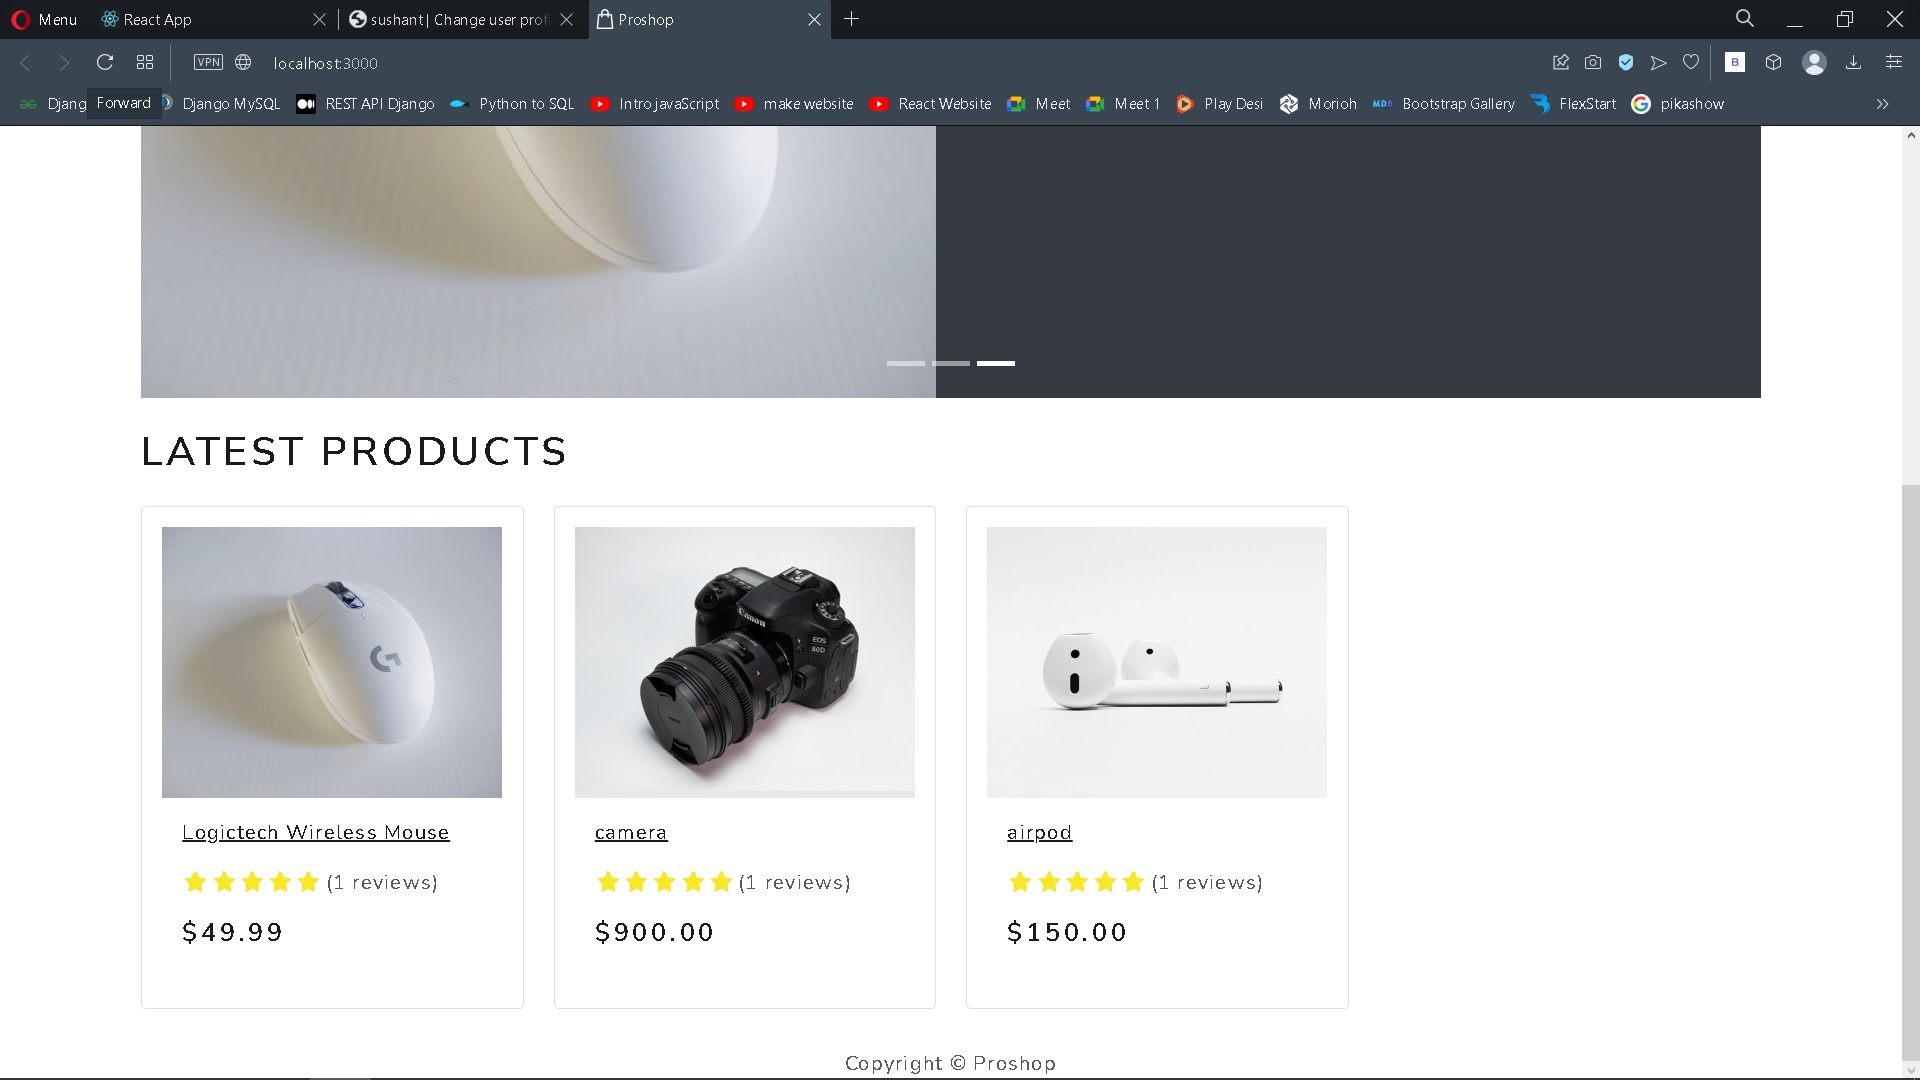 Menu React App sushant | Change user profi Proshop
VPN localhost:3000 B
Djang Forward Django MySQL REST API Django Python to SQL Intro javaScript make website React Website Meet Meet 1 Play Desi Morioh MDB Bootstrap Gallery FlexStart pikashow
LATEST PRODUCTS
Canon
EOS
80D
Logictech Wireless Mouse
(1 reviews)
$49.99
camera
(1 reviews)
$900.00
airpod
(1 reviews)
$150.00
Copyright © Proshop